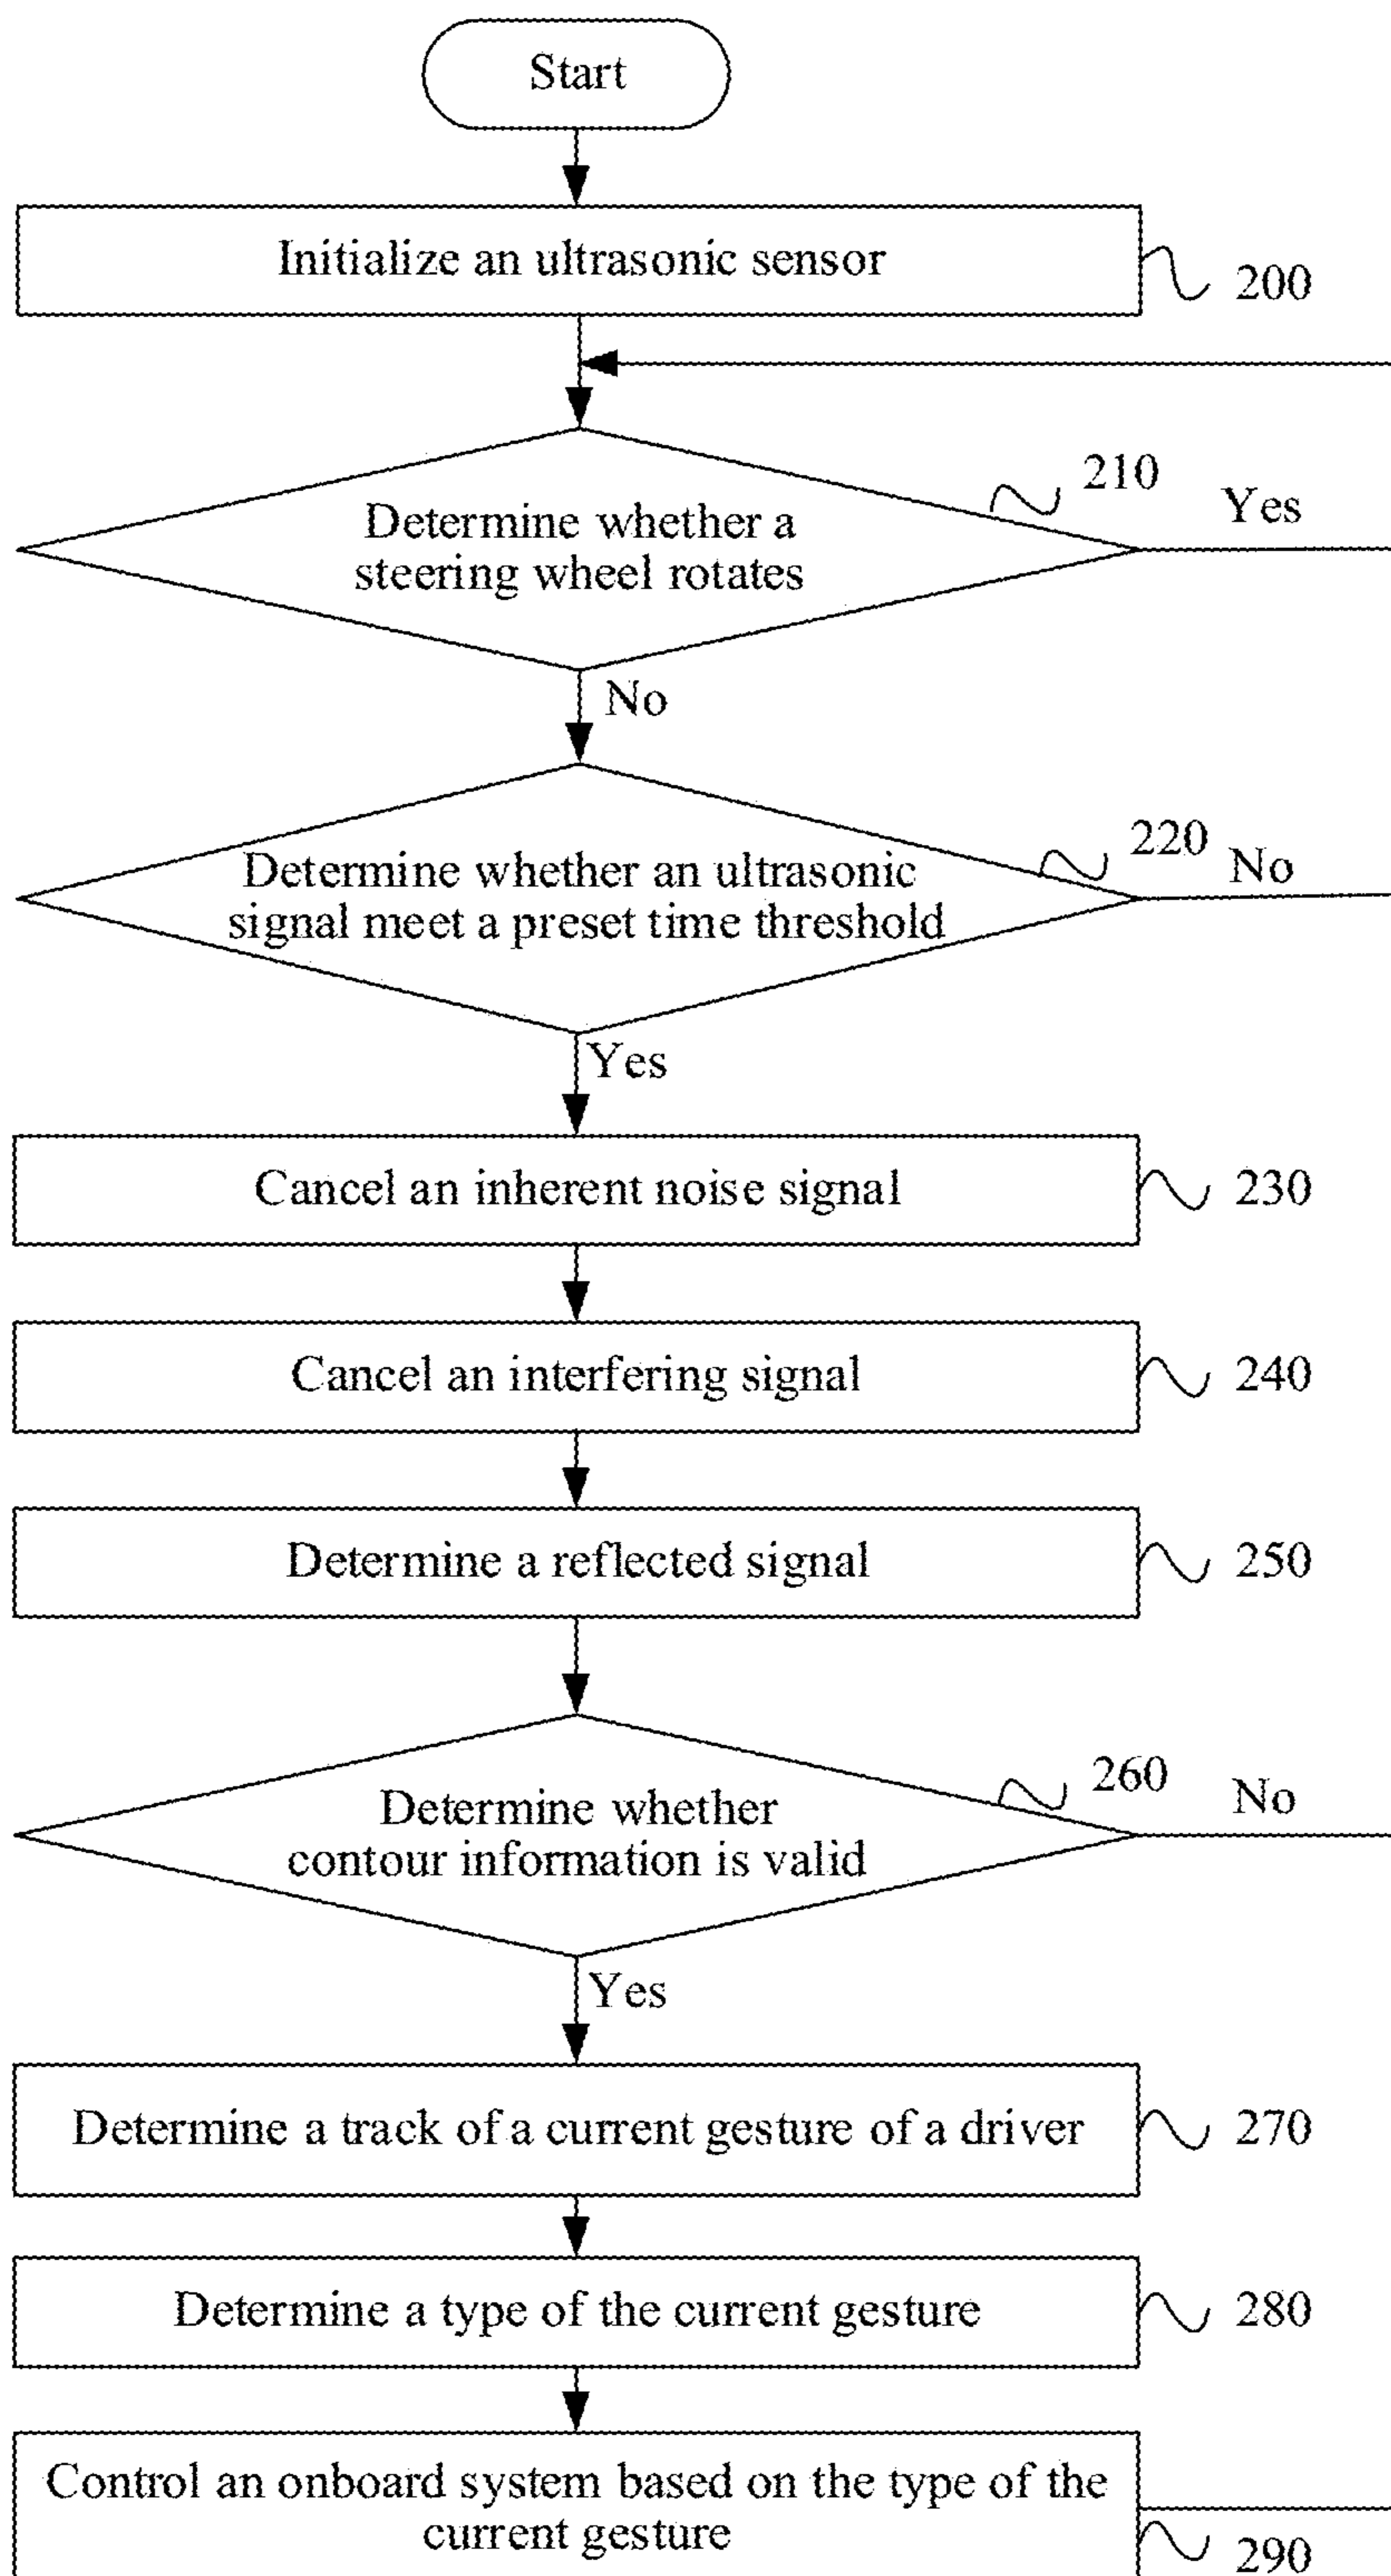 Start
Initialize an ultrasonic sensor
200
210
Yes
Determine whether a
steering wheel rotates
No
220
No
Determine whether an ultrasonic
signal meet a preset time threshold
Yes
Cancel an inherent noise signal
230
Cancel an interfering signal
240
Determine a reflected signal
250
260
No
Determine whether
contour information is valid
Yes
Determine a track of a current gesture of a driver
270
Determine a type of the current gesture
280
Control an onboard system based on the type of the
current gesture
290